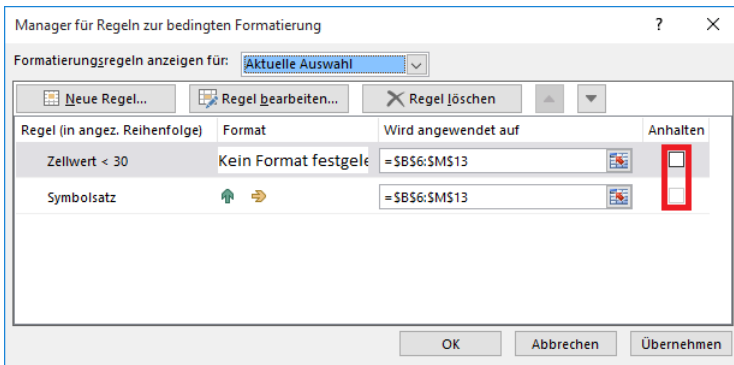 Manager für Regeln zur bedingten Formatierung ? ×
Formatierungsregeln anzeigen für: Aktuelle Auswahl
Neue Regel... Regel bearbeiten... Regel löschen
Regel (in angez. Reihenfolge) Format Wird angewendet auf Anhalten
Zellwert < 30 Kein Format festgele =$B$6:$M$13
Symbolsatz =$B$6:$M$13
OK Abbrechen Übernehmen